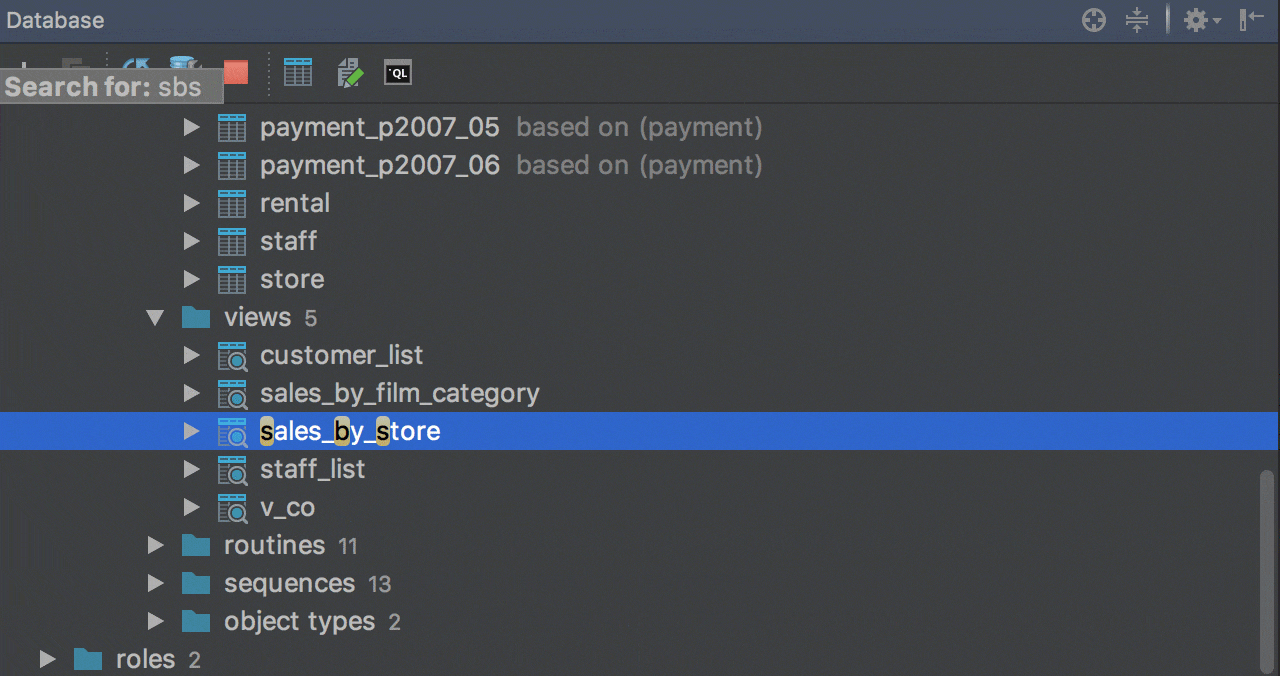 Database
Search for: sbs
QL
payment_p2007_05 based on (payment)
payment_p2007_06 based on (payment)
rental
staff
store
views 5
customer_list
sales_by_film_category
sales_by_store
staff_list
v_co
routines 11
sequences 13
object types 2
roles 2